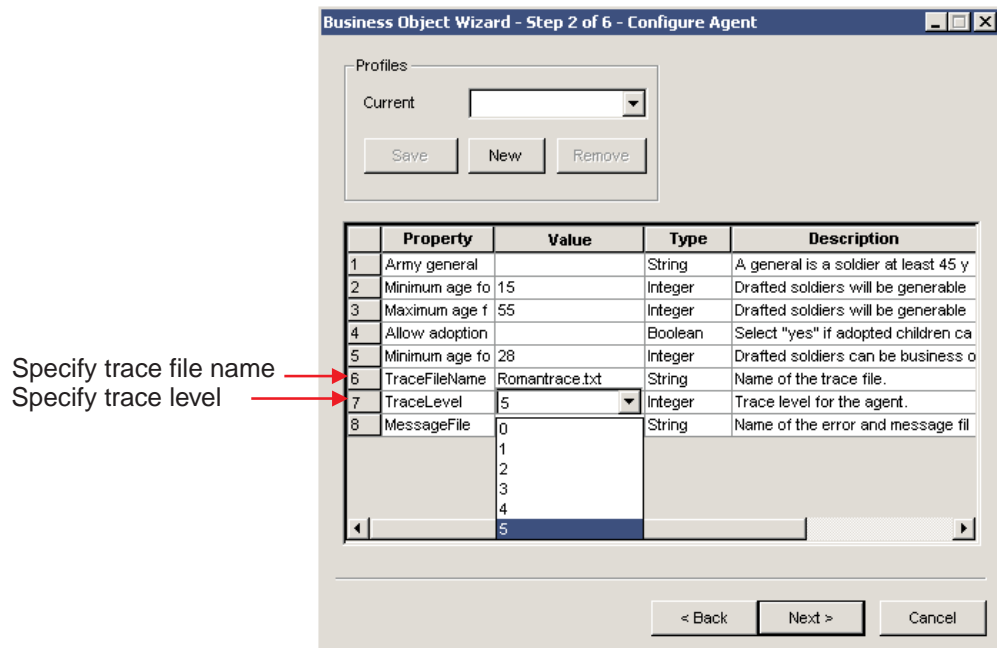 Business Object Wizard - Step 2 of 6 - Configure Agent
Profiles
Current
Save New Remove
Property Value Type Description
1 Army general String A general is a soldier at least 45 y
2 Minimum age fo 15 Integer Drafted soldiers will be generable
3 Maximum age f 55 Integer Drafted soldiers will be generable
4 Allow adoption Boolean Select "yes" if adopted children ca
5 Minimum age fo 28 Integer Drafted soldiers can be business o
Specify trace file name
6 TraceFileName Romantrace.txt String Name of the trace file.
Specify trace level
7 TraceLevel 5 Integer Trace level for the agent.
8 MessageFile String Name of the error and message fil
0
1
2
3
4
5
< Back Next > Cancel